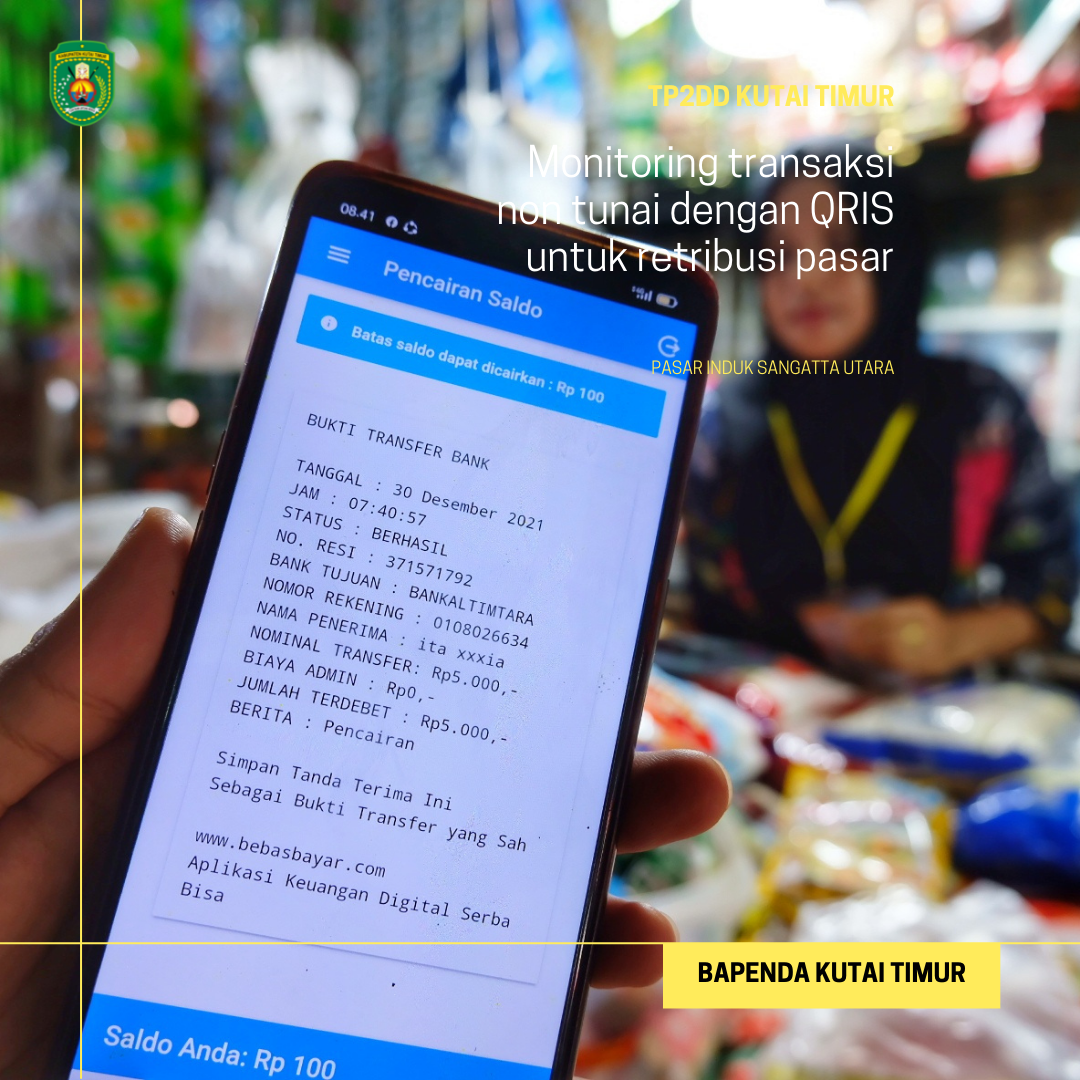 KABUPATEN KUTAI TIMUR
TP2DD KUTAI TIMUR
Monitoring transaksi
non tunai dengan QRIS
untuk retribusi pasar
PASAR INDUK SANGATTA UTARA
08.41
Pencairan Saldo
Batas saldo dapat dicairkan : Rp 100
BUKTI TRANSFER BANK
TANGGAL : 30 Desember 2021
JAM : 07:40:57
STATUS : BERHASIL
NO. RESI : 371571792
BANK TUJUAN : BANKALTIMTARA
NOMOR REKENING : 0108026634
NAMA PENERIMA : ita xxxia
NOMINAL TRANSFER: Rp5.000,-
BIAYA ADMIN : Rp0,-
JUMLAH TERDEBET : Rp5.000,-
BERITA : Pencairan
Simpan Tanda Terima Ini
Sebagai Bukti Transfer yang Sah
www.bebasbayar.com
Aplikasi Keuangan Digital Serba
Bisa
Saldo Anda: Rp 100
BAPENDA KUTAI TIMUR